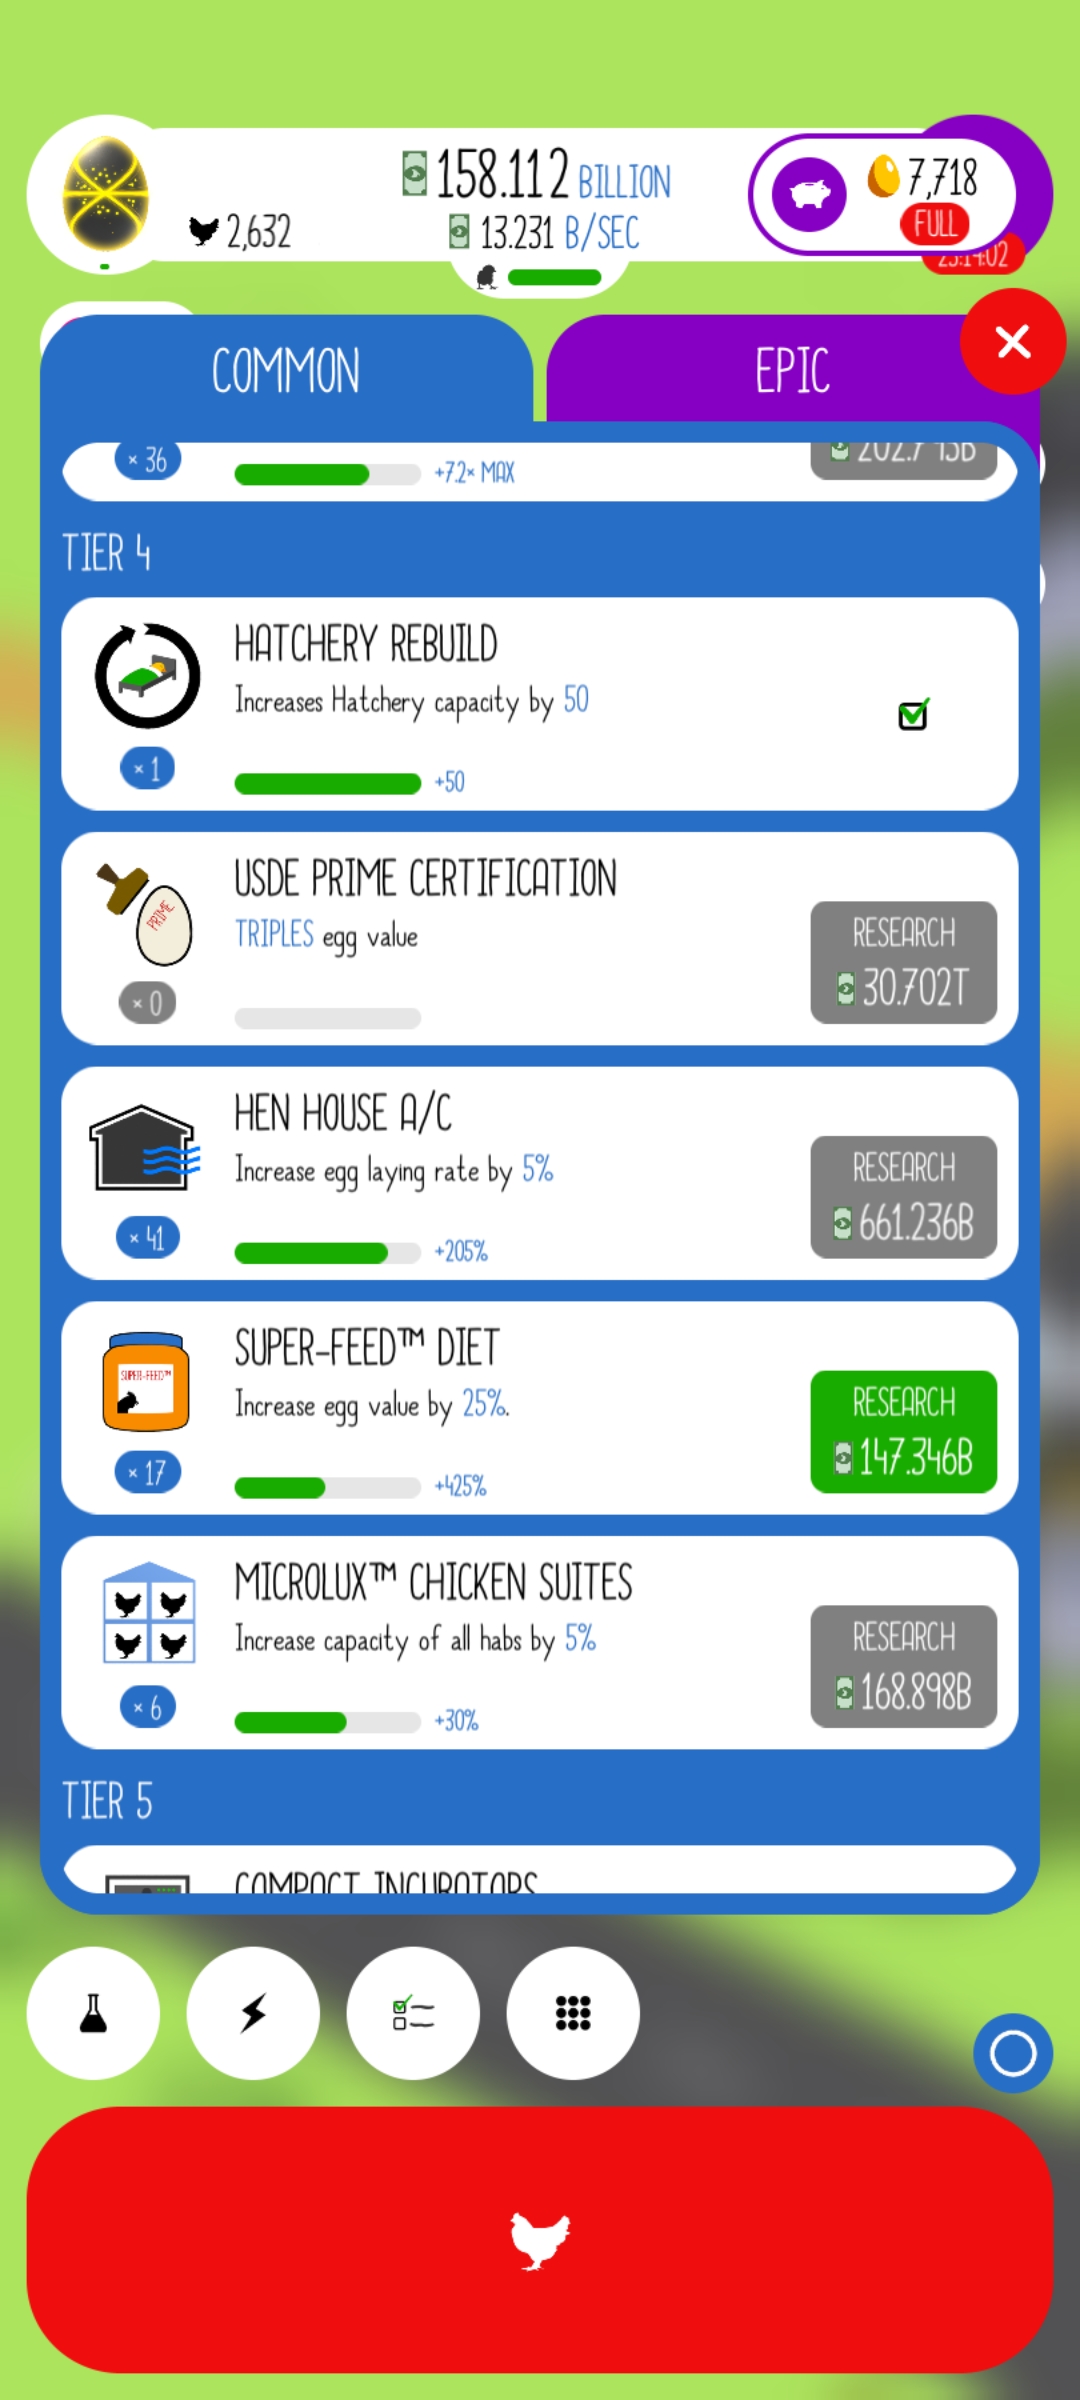 158.112 BILLION
7,718
2,632
13.231 B/SEC
FULL
23:14:02
COMMON
EPIC
× 36
+7.2× MAX
TIER 4
HATCHERY REBUILD
Increases Hatchery capacity by 50
× 1
+50
USDE PRIME CERTIFICATION
PRIME
TRIPLES egg value
RESEARCH
30.702T
× 0
HEN HOUSE A/C
Increase egg laying rate by 5%
RESEARCH
661.236B
× 41
+205%
SUPER-FEED™ DIET
SUPER-FEED™
Increase egg value by 25%.
RESEARCH
147.346B
× 17
+425%
MICROLUX™ CHICKEN SUITES
Increase capacity of all habs by 5%
RESEARCH
168.898B
× 6
+30%
TIER 5
COMPACT INCUBATORS